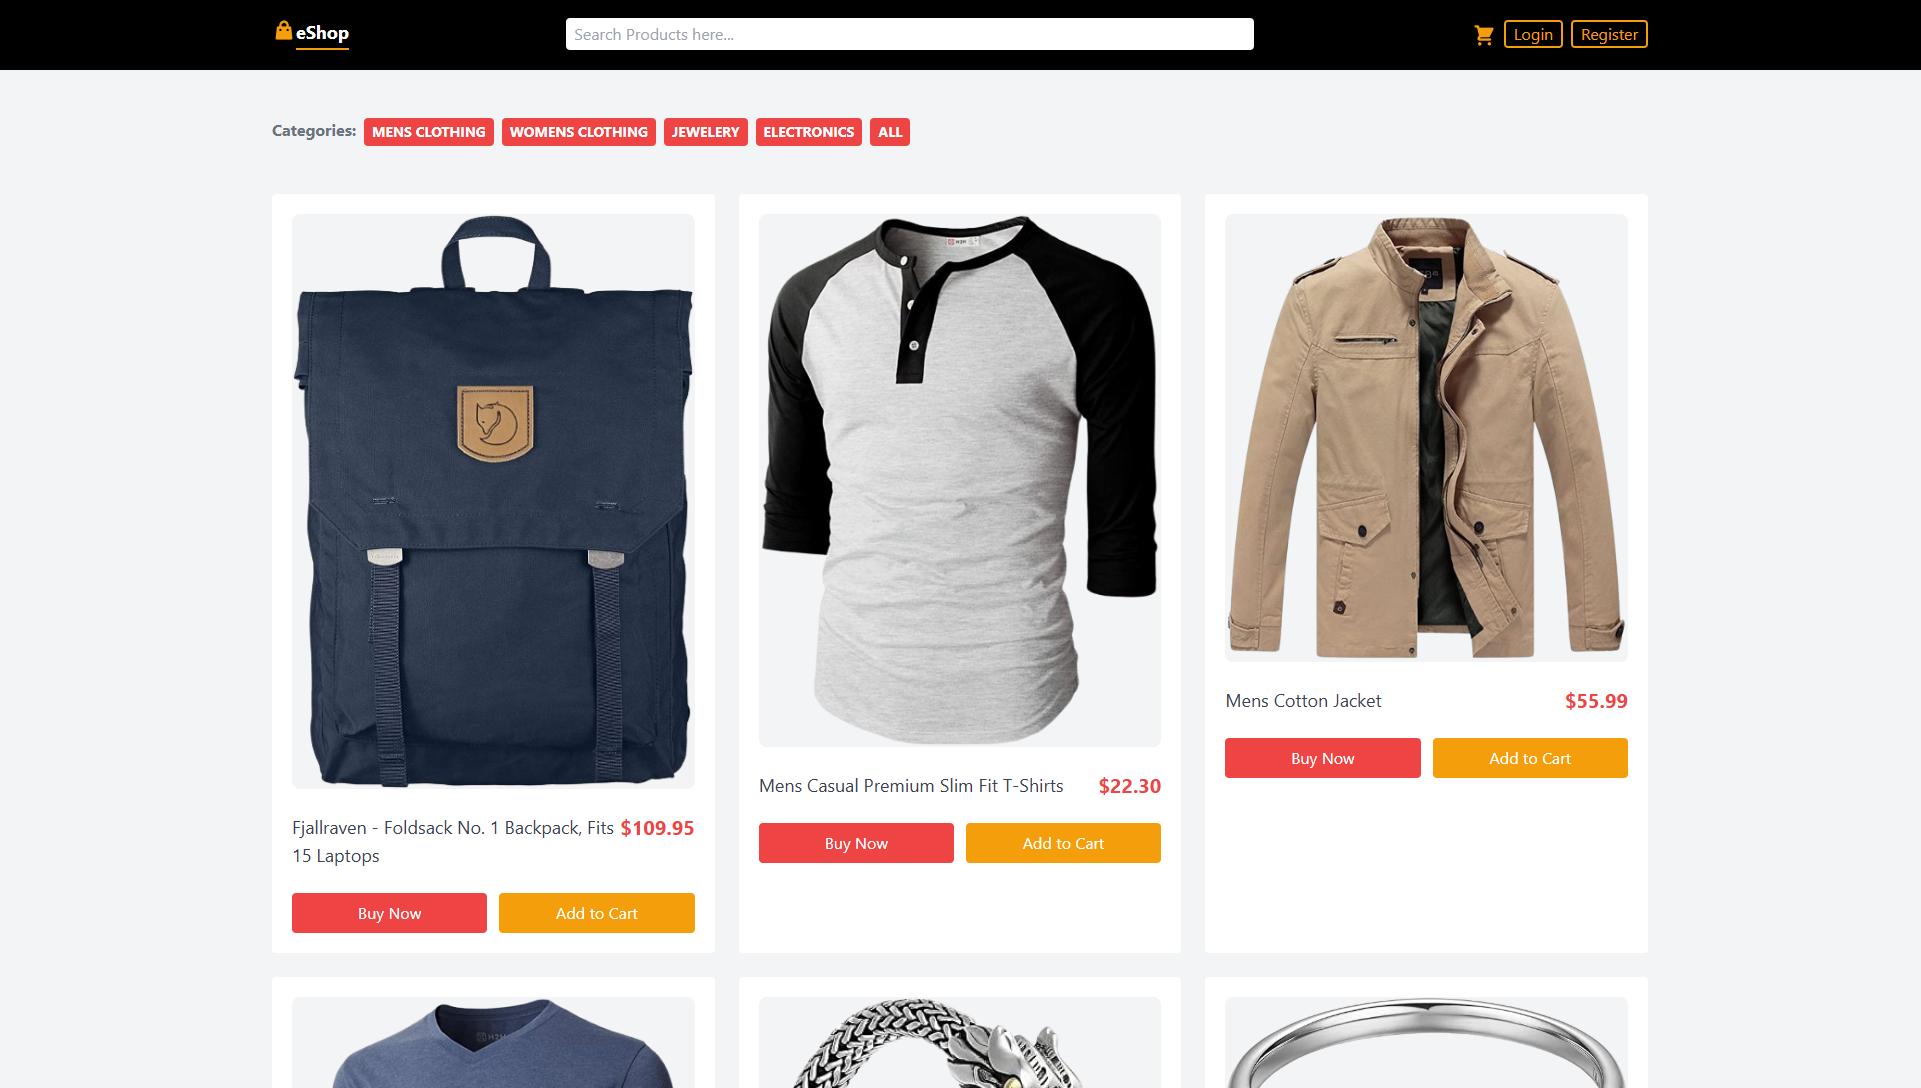 eShop
Search Products here...
Login
Register
Categories:
MENS CLOTHING
WOMENS CLOTHING
JEWELERY
ELECTRONICS
ALL
H2H
Fjallraven - Foldsack No. 1 Backpack, Fits
15 Laptops
$109.95
Buy Now
Add to Cart
Mens Casual Premium Slim Fit T-Shirts
$22.30
Buy Now
Add to Cart
Mens Cotton Jacket
$55.99
Buy Now
Add to Cart
H2H